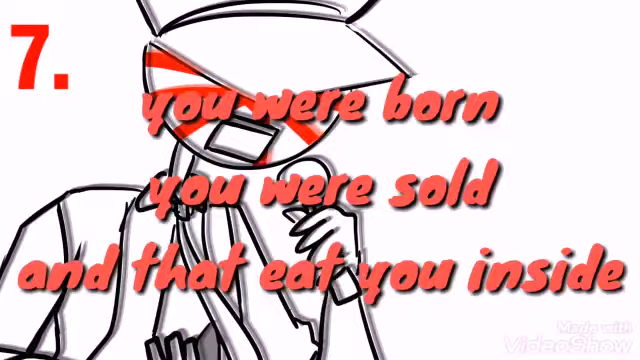 7.
you were born
you were sold
and that eat you inside
Made with
VideoShow